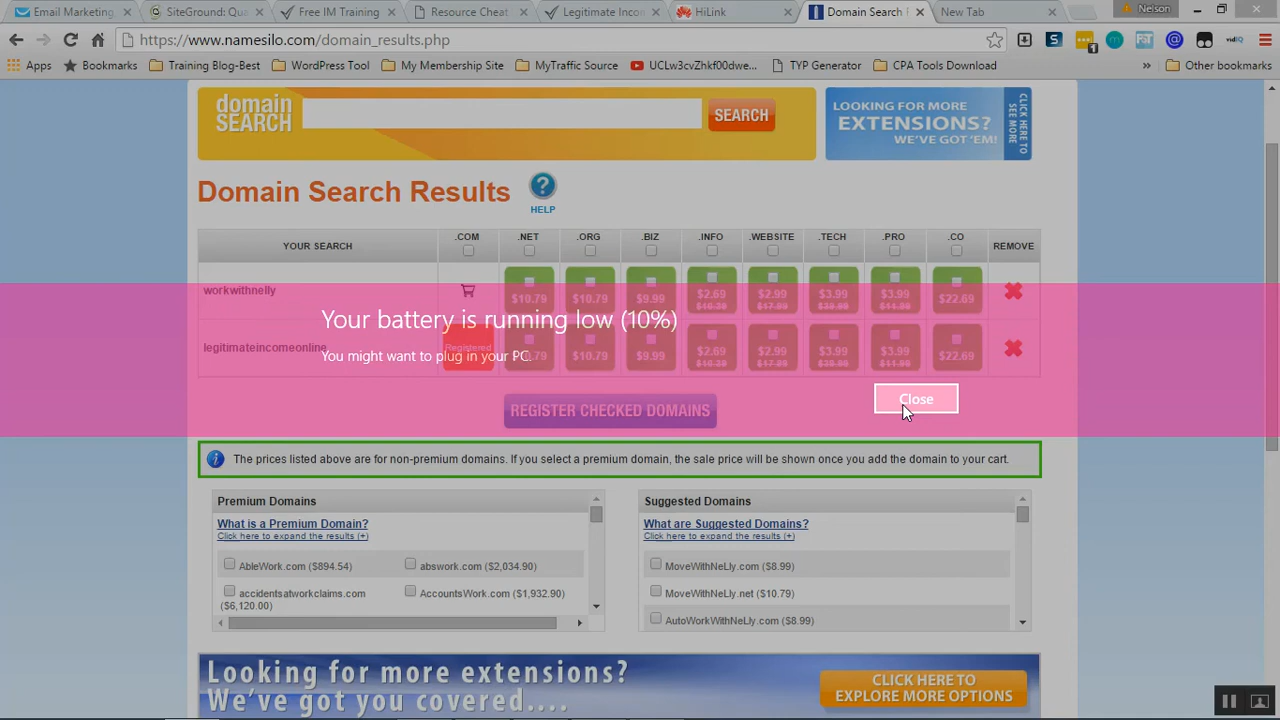 Email Marketing
SiteGround: Qua
Free IM Training
Resource Cheat
Legitimate Incon
HiLink
Domain Search F
New Tab
Nelson
https://www.namesilo.com/domain_results.php
Apps
Bookmarks
Training Blog-Best
WordPress Tool
My Membership Site
MyTraffic Source
UCLw3cvZhkf00dwe...
TYP Generator
CPA Tools Download
»
Other bookmarks
domain
SEARCH
SEARCH
LOOKING FOR MORE
EXTENSIONS?
WE'VE GOT 'EM!
CLICK HERE TO
SEE MORE
Domain Search Results
HELP
YOUR SEARCH
.COM
.NET
.ORG
.BIZ
.INFO
.WEBSITE
.TECH
.PRO
.CO
REMOVE
workwithnelly
$10.79
$10.79
$9.99
$2.69
$2.99
$3.99
$3.99
$22.69
Your battery is running low (10%)
legitimateincomeonline
Registered
$10.79
$9.99
$2.69
$2.99
$3.99
$3.99
$22.69
You might want to plug in your PC.
Close
REGISTER CHECKED DOMAINS
The prices listed above are for non-premium domains. If you select a premium domain, the sale price will be shown once you add the domain to your cart.
Premium Domains
What is a Premium Domain?
Click here to expand the results (+)
AbleWork.com ($894.54)
abswork.com ($2,034.90)
accidentsatworkclaims.com
($6,120.00)
AccountsWork.com ($1,932.90)
Suggested Domains
What are Suggested Domains?
Click here to expand the results (+)
MoveWithNeLly.com ($8.99)
MoveWithNeLly.net ($10.79)
AutoWorkWithNeLly.com ($8.99)
Looking for more extensions?
We've got you covered....
CLICK HERE TO
EXPLORE MORE OPTIONS